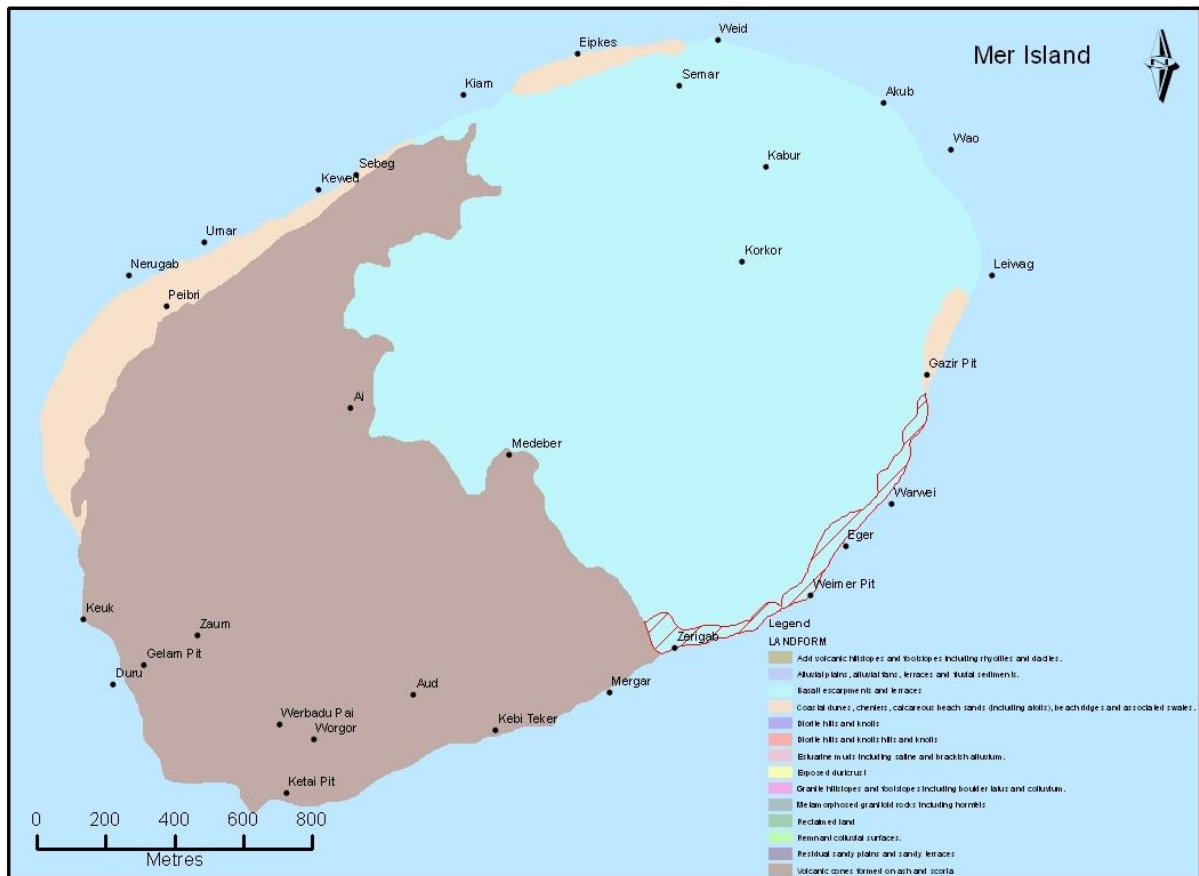 Mer Island
N
Weid
Eipkes
Semar
Kiam
Akub
Wao
Kabur
Sebeg
Kewed
Umar
Korkor
Nerugab
Leiwag
Peibri
Gazir Pit
Ai
Medeber
Warwei
Eger
Weimer Pit
Keuk
Zaum
Zerigab
Gelam Pit
Duru
Aud
Mergar
Werbadu Pai
Kebi Teker
Worgor
Ketai Pit
0 200 400 600 800
Metres
Legend
LANDFORM
Acid volcanic hillslopes and footslopes including rhyolites and dacites.
Alluvial plains, alluvial fans, terraces and fluvial sediments.
Basalt escarpments and terraces
Coastal dunes, cheniers, calcareous beach sands (including atolls), beach ridges and associated swales.
Diorite hills and knolls
Diorite hills and knolls hills and knolls
Estuarine muds including saline and brackish alluvium.
Exposed duricrust
Granite hillslopes and footslopes including boulder talus and colluvium.
Metamorphosed granitoid rocks including hornfels
Reclaimed land
Remnant colluvial surfaces.
Residual sandy plains and sandy terraces
Volcanic cones formed on ash and scoria